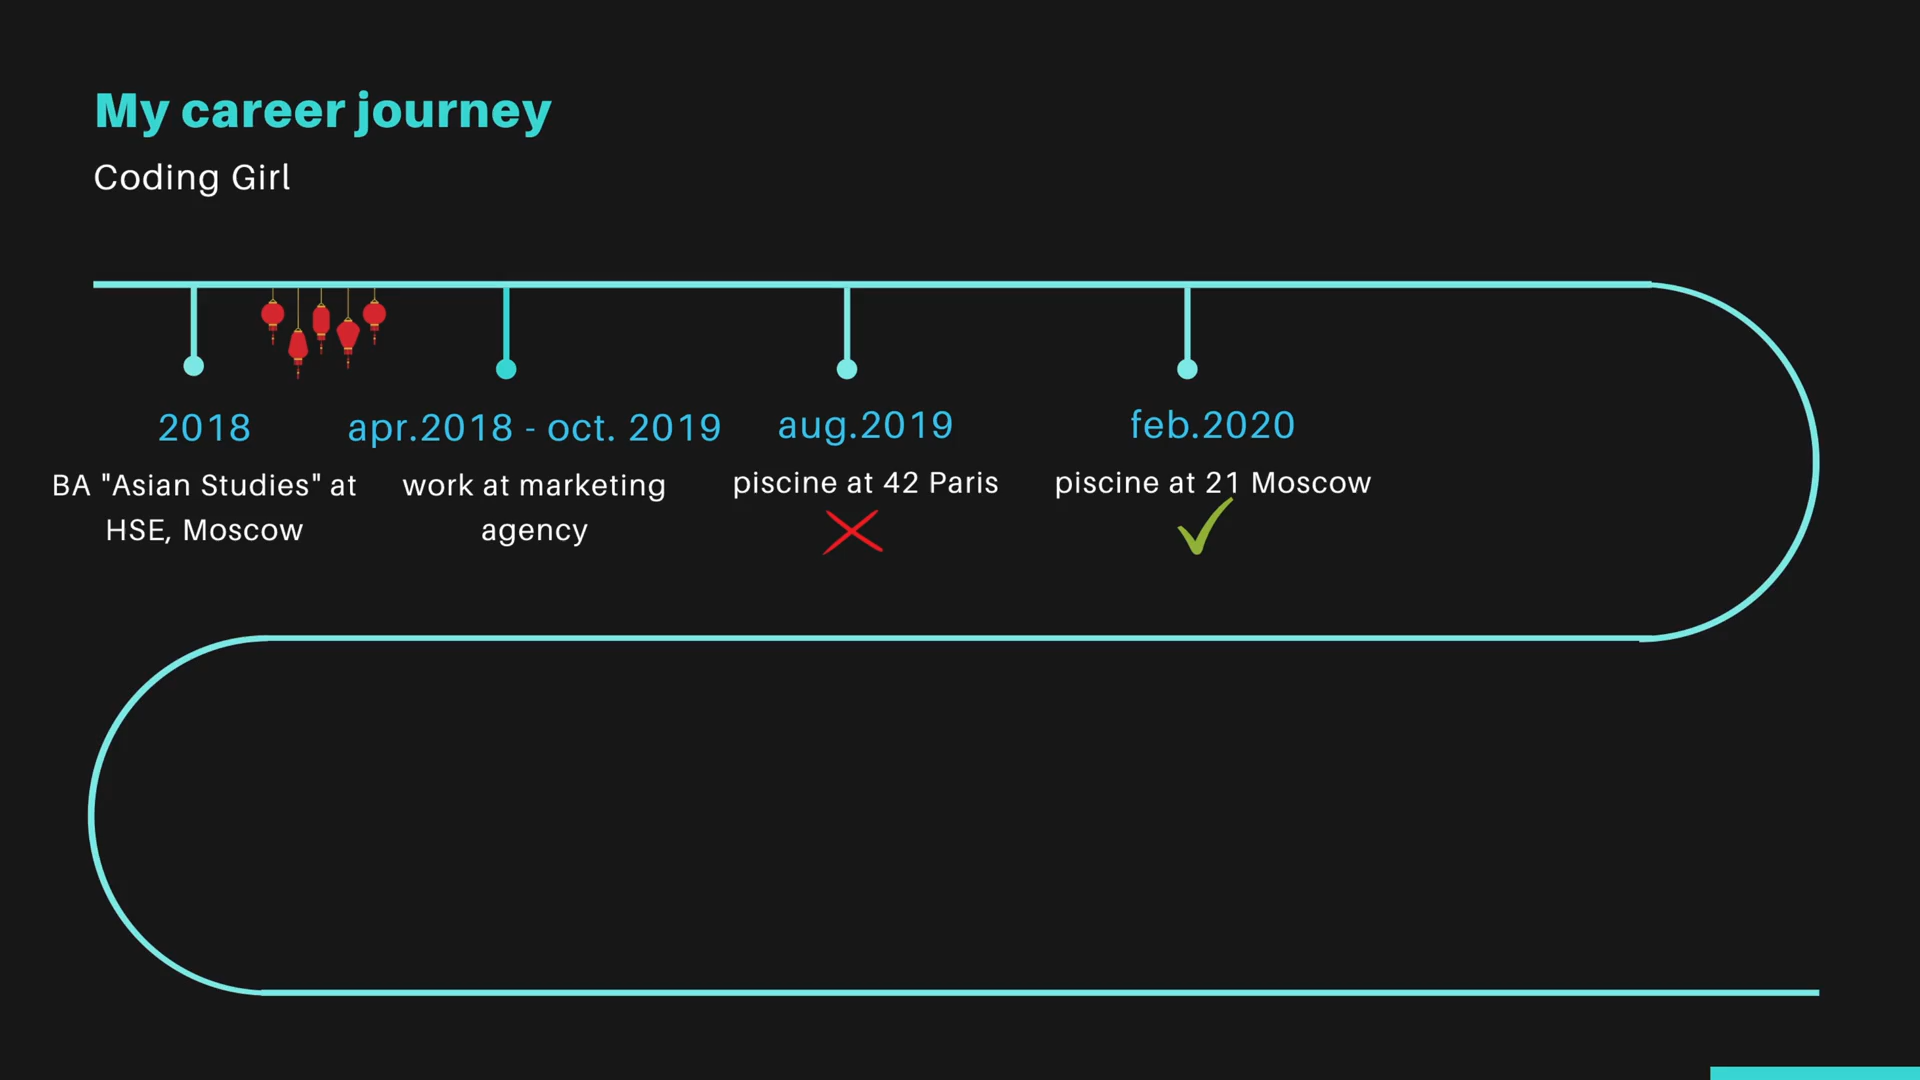 My career journey
Coding Girl
2018
BA "Asian Studies" at
HSE, Moscow
apr.2018 - oct. 2019
work at marketing
agency
aug.2019
piscine at 42 Paris
feb.2020
piscine at 21 Moscow